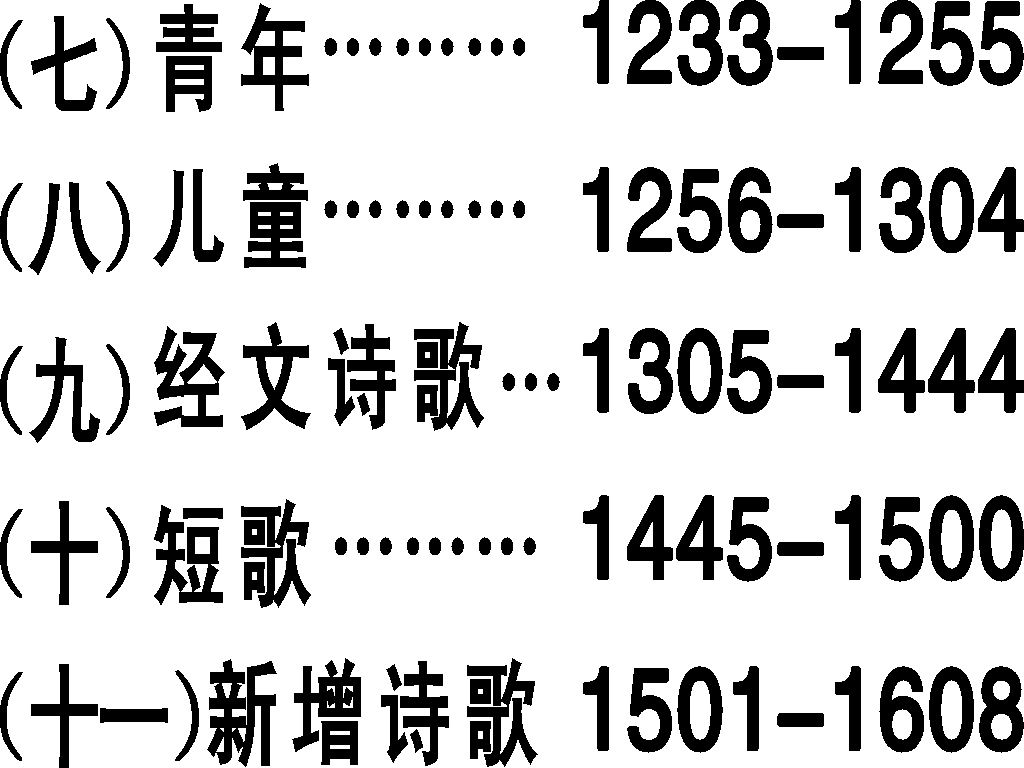 (七) 青年……… 1233-1255
(八) 儿童……… 1256-1304
(九) 经文诗歌… 1305-1444
(十) 短歌……… 1445-1500
(十一)新增诗歌 1501-1608